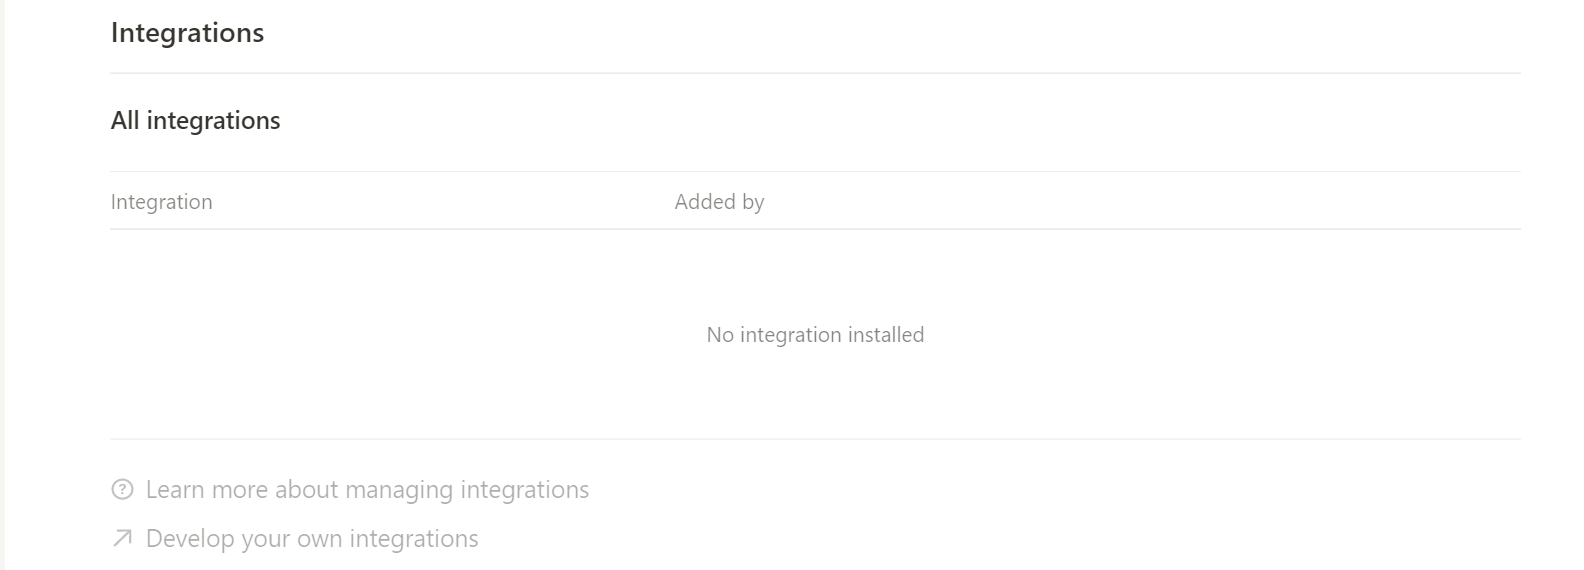 Integrations
All integrations
Integration Added by
No integration installed
Learn more about managing integrations
Develop your own integrations